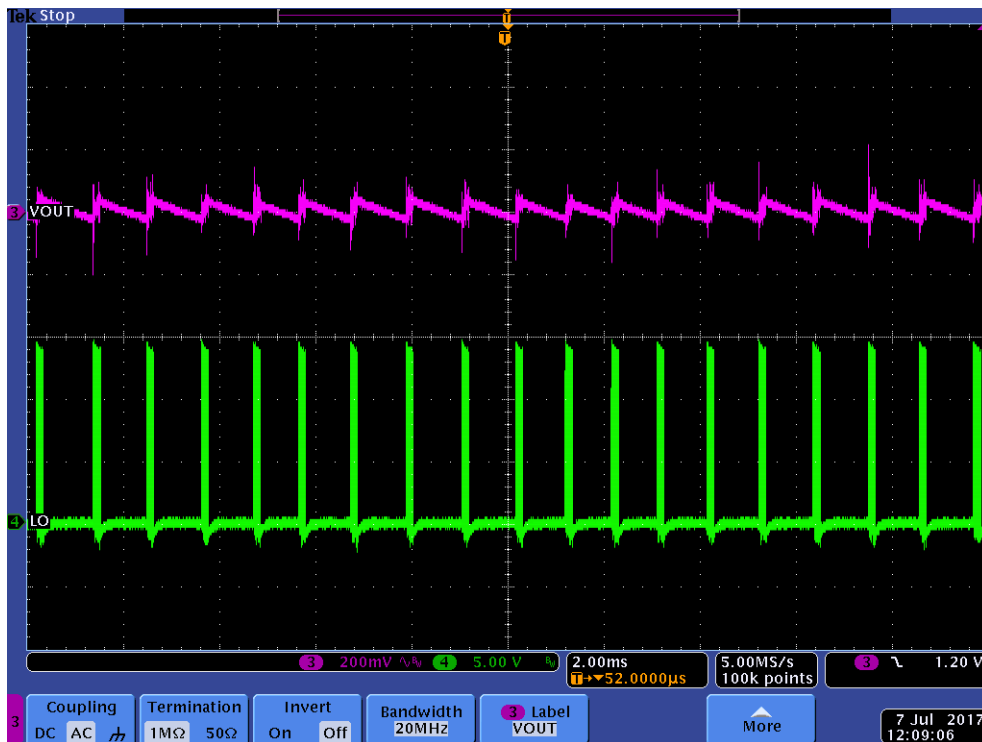 Tek Stop
T
T
3 VOUT
4 LO
3 200mV 4 5.00 V 2.00ms 5.00MS/s 3 1.20 V
T→▼52.0000µs 100k points
3
Coupling Termination Invert Bandwidth 3 Label
DC AC 1MΩ 50Ω On Off 20MHz VOUT More
7 Jul 2017
12:09:06